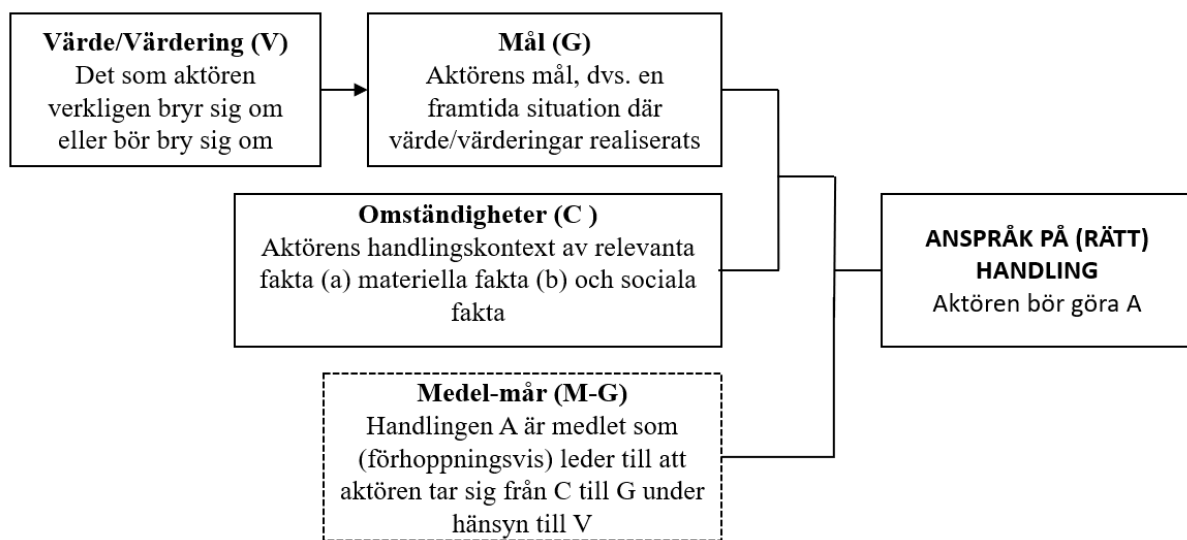 Värde/Värdering (V)
Det som aktören
verkligen bryr sig om
eller bör bry sig om
Mål (G)
Aktörens mål, dvs. en
framtida situation där
värde/värderingar realiserats
Omständigheter (C )
Aktörens handlingskontext av relevanta
fakta (a) materiella fakta (b) och sociala
fakta
Medel-mår (M-G)
Handlingen A är medlet som
(förhoppningsvis) leder till att
aktören tar sig från C till G under
hänsyn till V
ANSPRÅK PÅ (RÄTT)
HANDLING
Aktören bör göra A